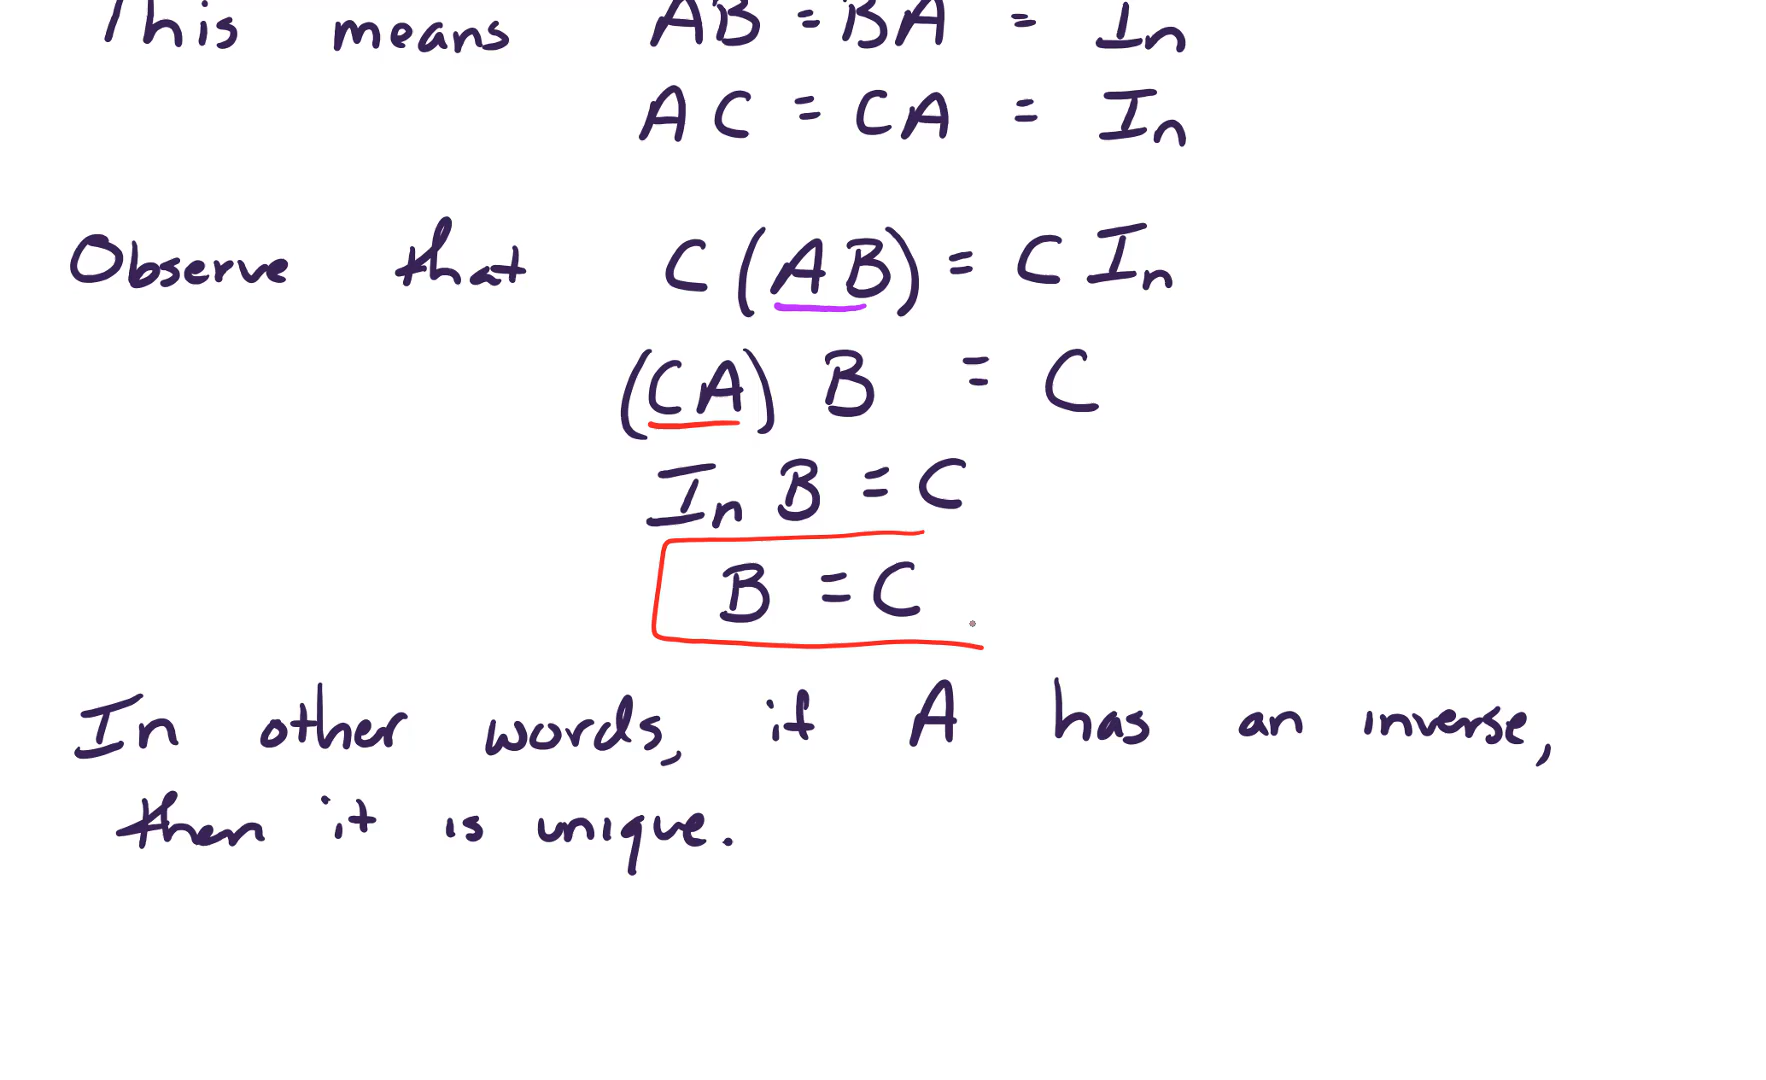 This means AB = BA = In
AC = CA = In
Observe that C(AB) = C In
(CA) B = C
In B = C
B = C
In other words, if A has an inverse,
then it is unique.